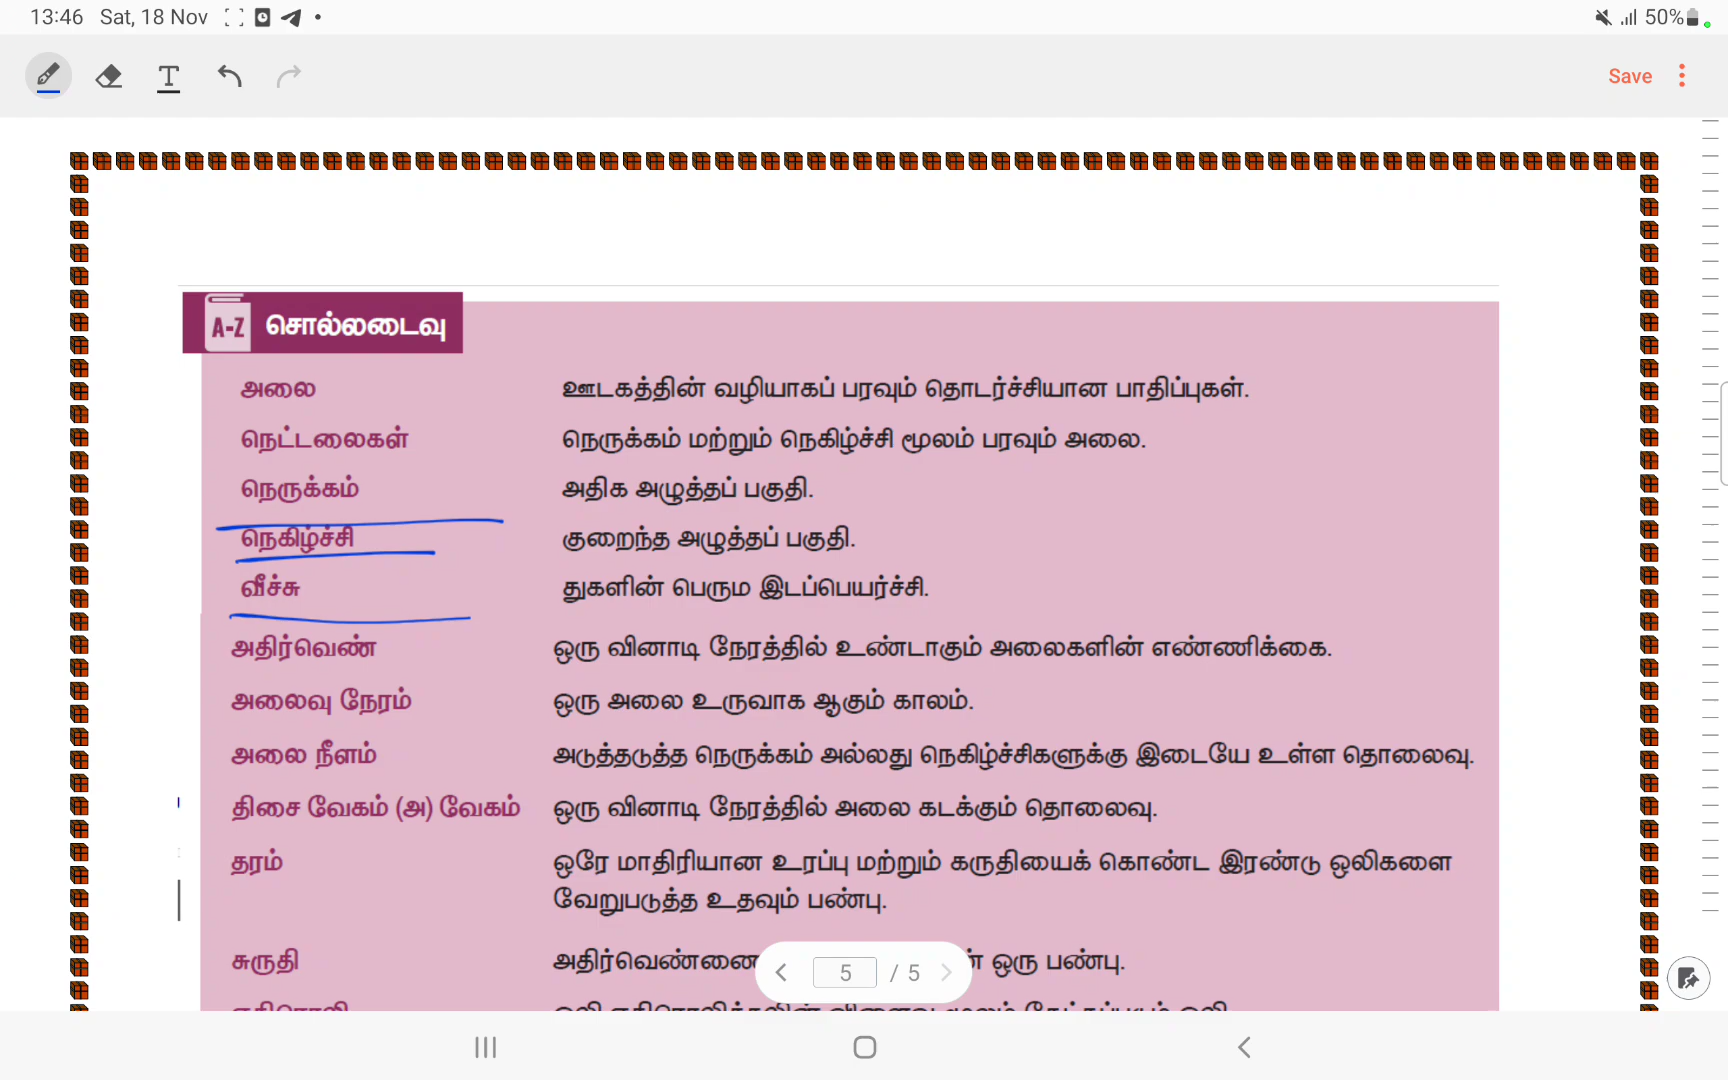 13:46 Sat, 18 Nov
50%
Save
A-Z சொல்லடைவு
அலை ஊடகத்தின் வழியாகப் பரவும் தொடர்ச்சியான பாதிப்புகள்.
நெட்டலைகள் நெருக்கம் மற்றும் நெகிழ்ச்சி மூலம் பரவும் அலை.
நெருக்கம் அதிக அழுத்தப் பகுதி.
நெகிழ்ச்சி குறைந்த அழுத்தப் பகுதி.
வீச்சு துகளின் பெரும இடப்பெயர்ச்சி.
அதிர்வெண் ஒரு வினாடி நேரத்தில் உண்டாகும் அலைகளின் எண்ணிக்கை.
அலைவு நேரம் ஒரு அலை உருவாக ஆகும் காலம்.
அலை நீளம் அடுத்தடுத்த நெருக்கம் அல்லது நெகிழ்ச்சிகளுக்கு இடையே உள்ள தொலைவு.
திசை வேகம் (அ) வேகம் ஒரு வினாடி நேரத்தில் அலை கடக்கும் தொலைவு.
தரம் ஒரே மாதிரியான உரப்பு மற்றும் சுருதியைக் கொண்ட இரண்டு ஒலிகளை
வேறுபடுத்த உதவும் பண்பு.
சுருதி அதிர்வெண்ணை ஒரு பண்பு.
5 / 5